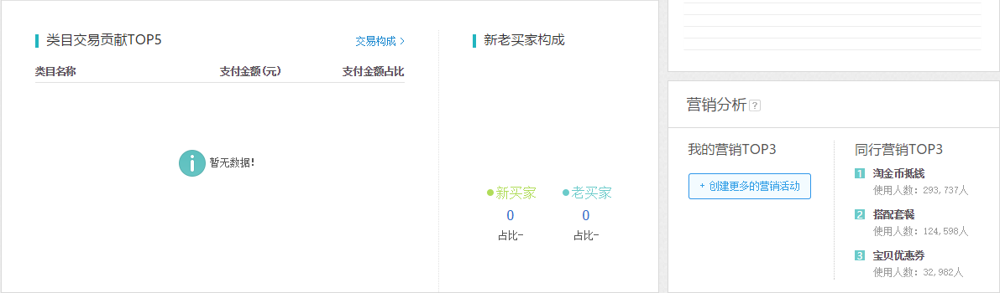 类目交易贡献TOP5
交易构成 >
类目名称 支付金额(元) 支付金额占比
暂无数据!
新老买家构成
新买家 老买家
0 0
占比- 占比-
营销分析 ?
我的营销TOP3
+ 创建更多的营销活动
同行营销TOP3
1 淘金币抵钱
使用人数: 293,737人
2 搭配套餐
使用人数: 124,598人
3 宝贝优惠券
使用人数: 32,982人